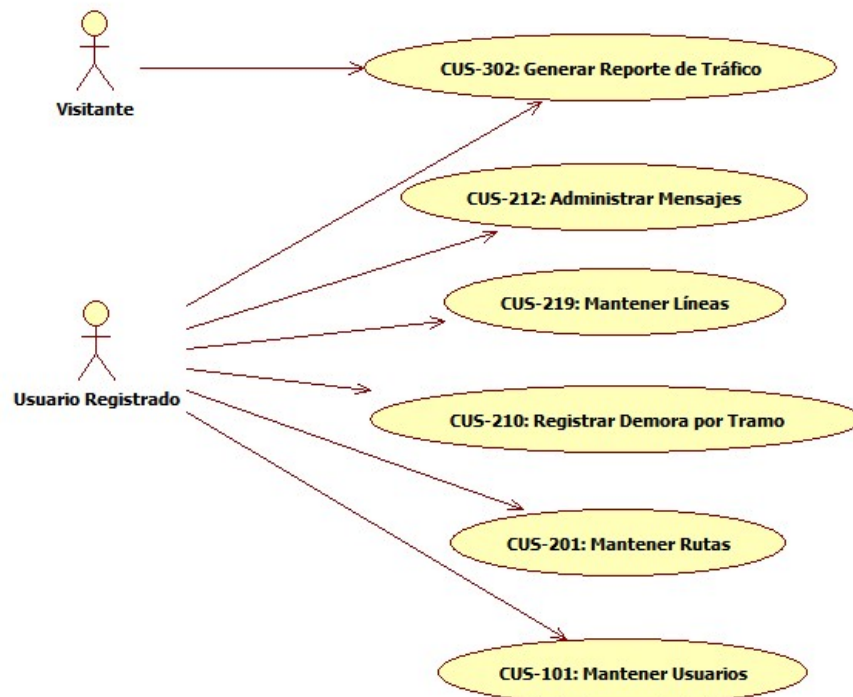 CUS-302: Generar Reporte de Tráfico
Visitante
CUS-212: Administrar Mensajes
CUS-219: Mantener Líneas
Usuario Registrado
CUS-210: Registrar Demora por Tramo
CUS-201: Mantener Rutas
CUS-101: Mantener Usuarios